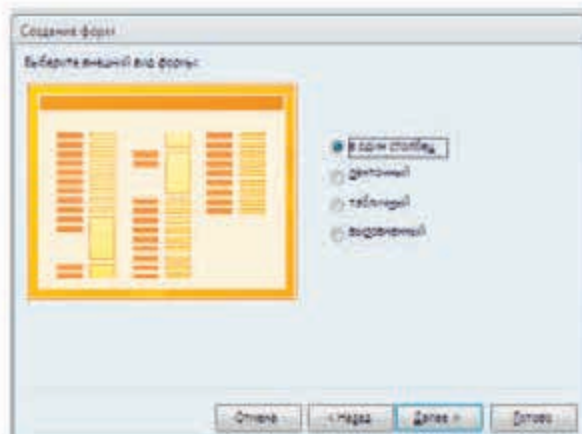 Создание форм
Выберите внешний вид формы:
в один столбец
ленточный
табличный
выровненный
Отмена
< Назад
Далее >
Готово